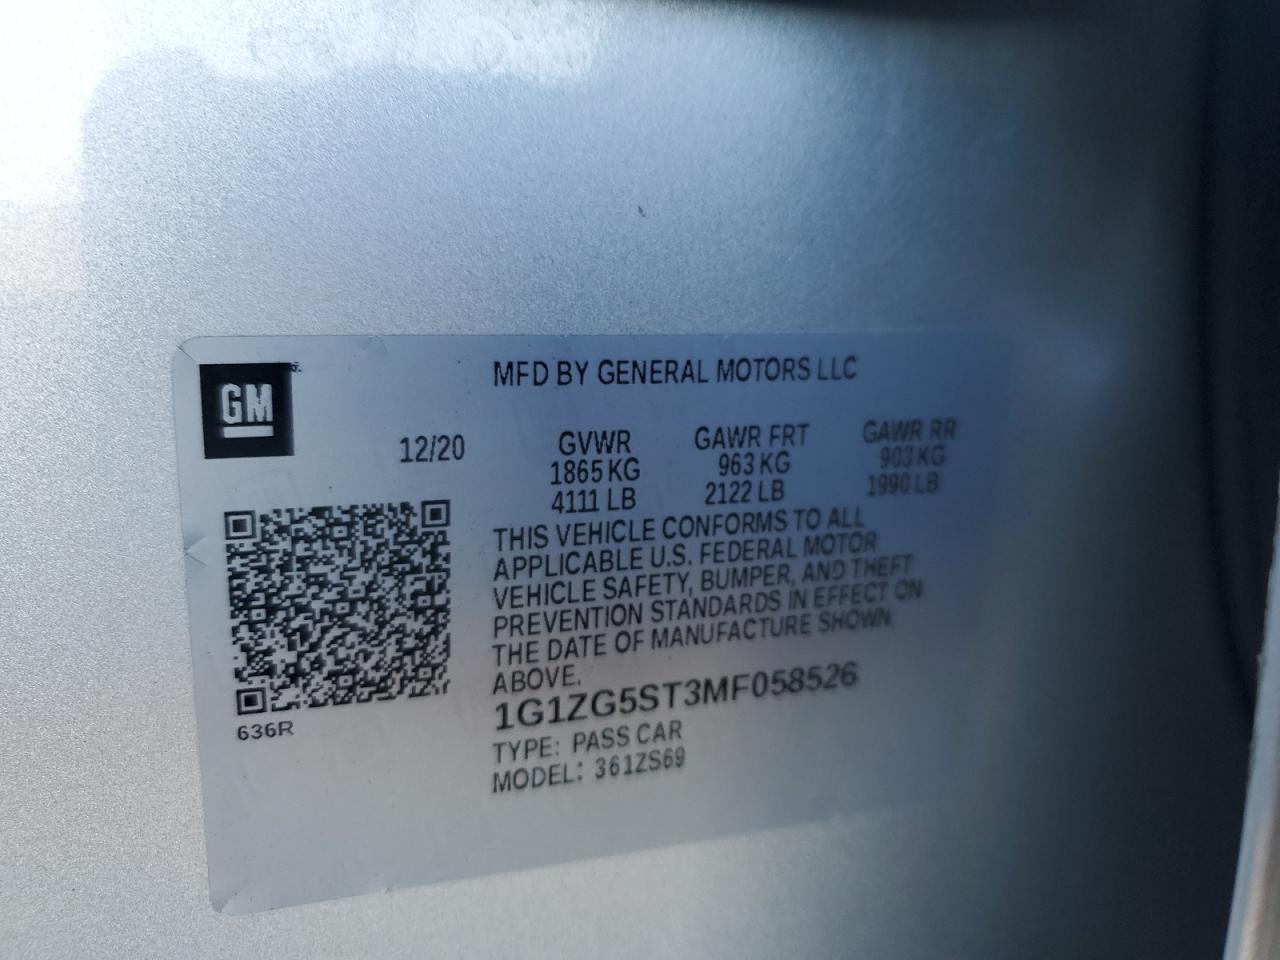 GM
MFD BY GENERAL MOTORS LLC
12/20
GVWR GAWR FRT GAWR RR
1865 KG 963 KG 903 KG
4111 LB 2122 LB 1990 LB
THIS VEHICLE CONFORMS TO ALL
APPLICABLE U.S. FEDERAL MOTOR
VEHICLE SAFETY, BUMPER, AND THEFT
PREVENTION STANDARDS IN EFFECT ON
THE DATE OF MANUFACTURE SHOWN
ABOVE.
1G1ZG5ST3MF058526
636R
TYPE: PASS CAR
MODEL: 361ZS69